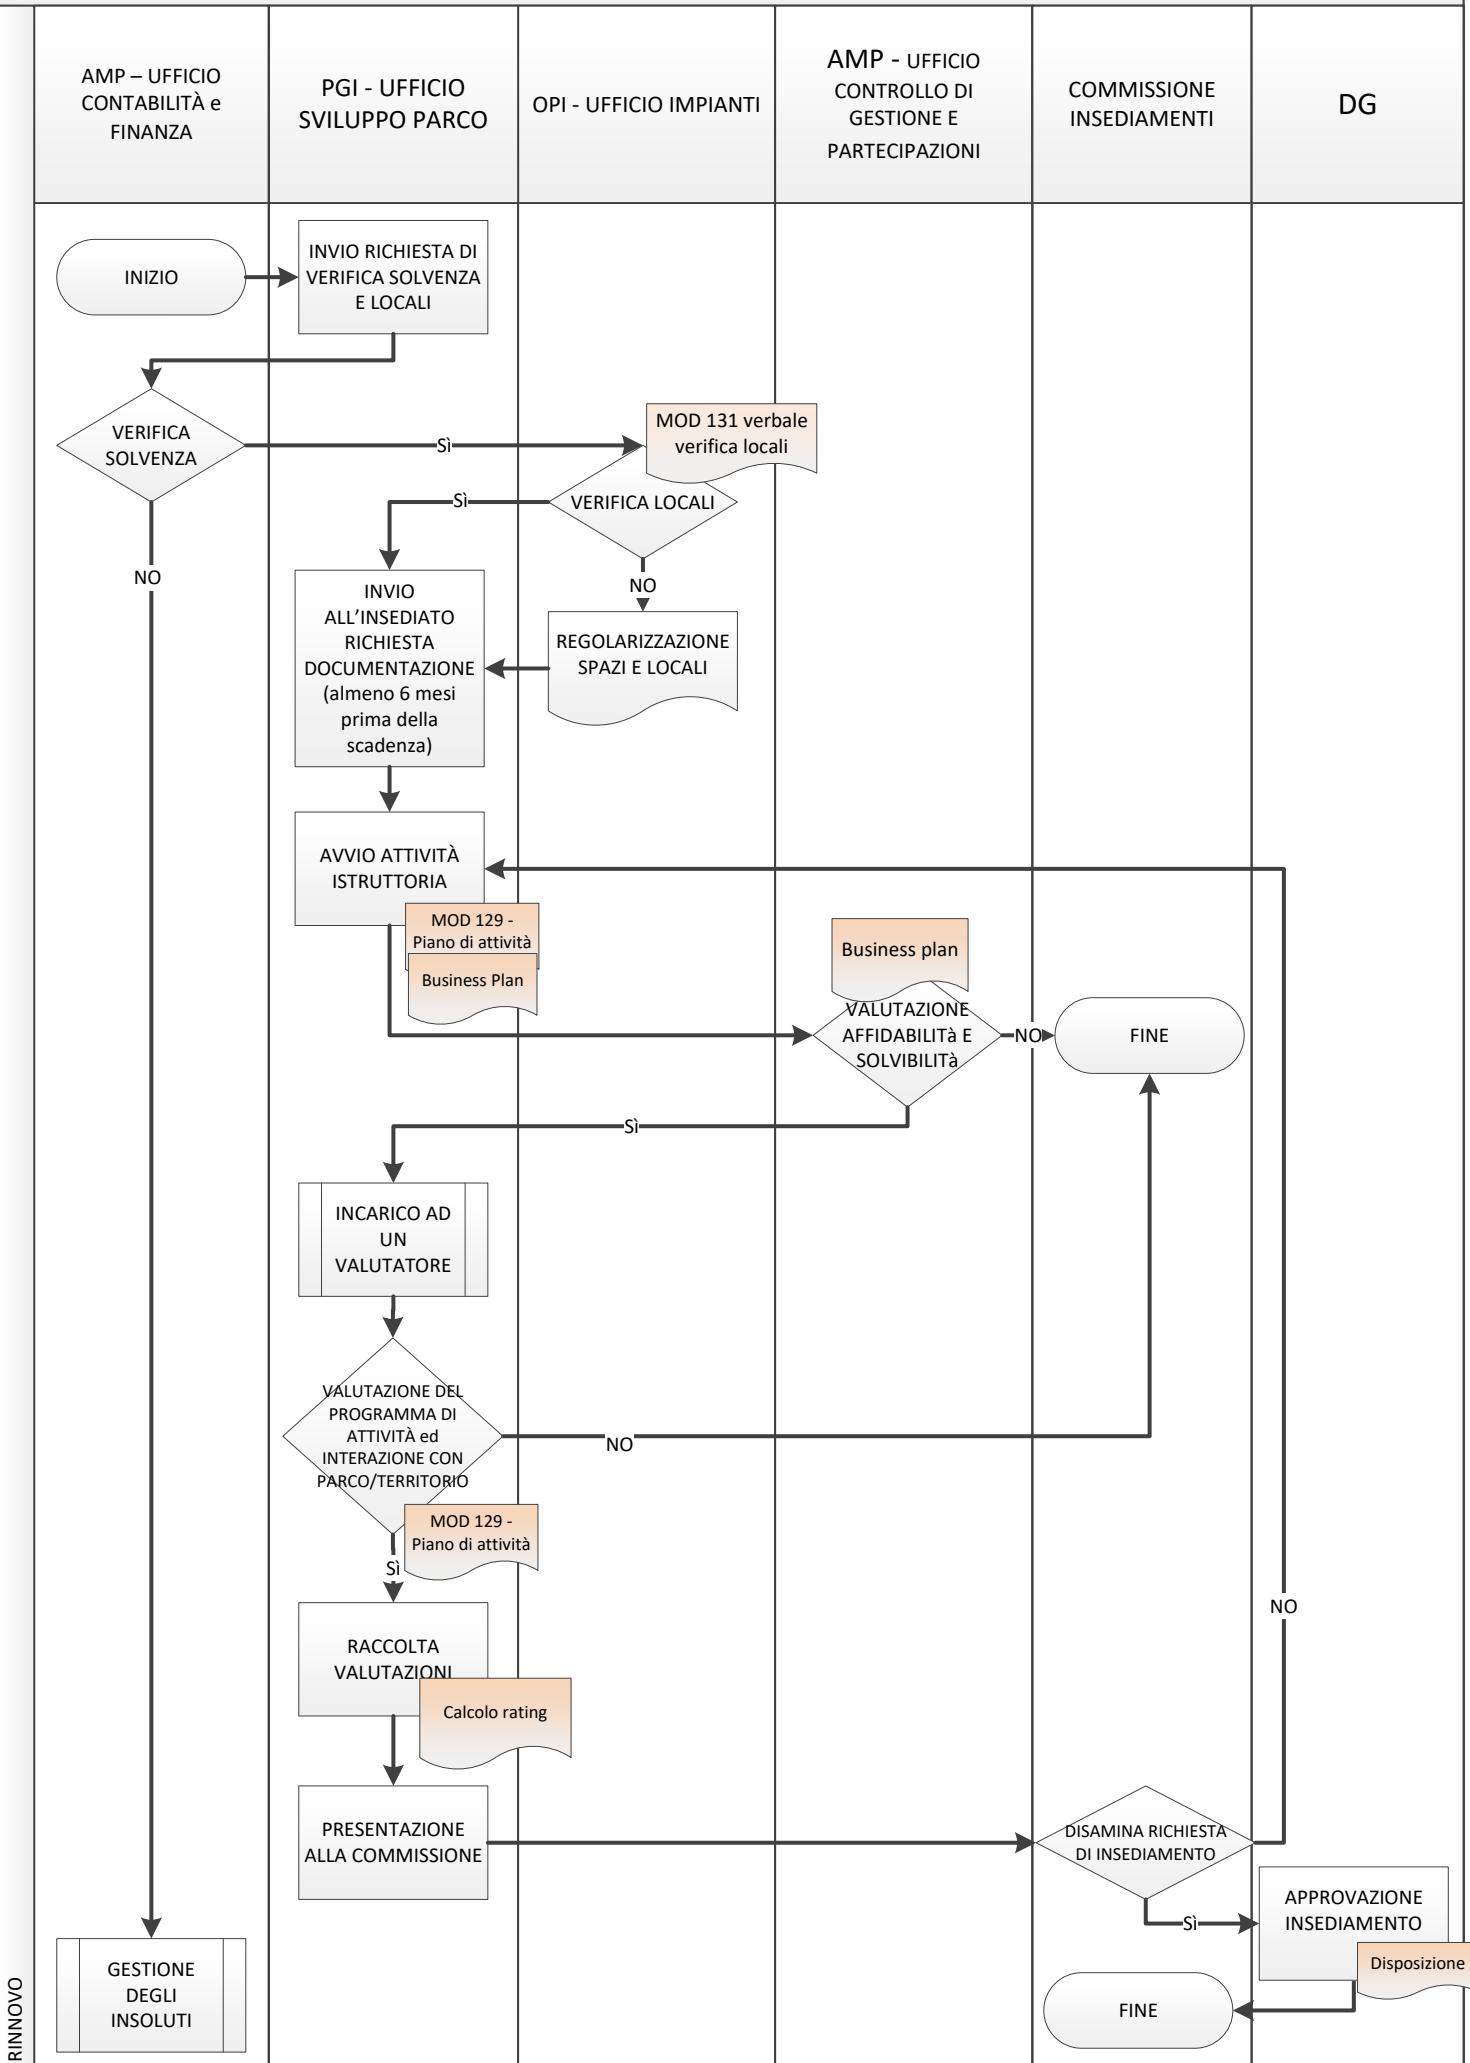 AMP – UFFICIO
CONTABILITÀ e
FINANZA
PGI - UFFICIO
SVILUPPO PARCO
OPI - UFFICIO IMPIANTI
AMP - UFFICIO
CONTROLLO DI
GESTIONE E
PARTECIPAZIONI
COMMISSIONE
INSEDIAMENTI
DG
INIZIO
INVIO RICHIESTA DI
VERIFICA SOLVENZA
E LOCALI
VERIFICA
SOLVENZA
Sì
MOD 131 verbale
verifica locali
VERIFICA LOCALI
Sì
NO
NO
INVIO
ALL’INSEDIATO
RICHIESTA
DOCUMENTAZIONE
(almeno 6 mesi
prima della
scadenza)
REGOLARIZZAZIONE
SPAZI E LOCALI
AVVIO ATTIVITÀ
ISTRUTTORIA
MOD 129 -
Piano di attività
Business Plan
Business plan
VALUTAZIONE
AFFIDABILITà E
SOLVIBILITà
NO
FINE
Sì
INCARICO AD
UN
VALUTATORE
VALUTAZIONE DEL
PROGRAMMA DI
ATTIVITÀ ed
INTERAZIONE CON
PARCO/TERRITORIO
NO
MOD 129 -
Piano di attività
Sì
NO
RACCOLTA
VALUTAZIONI
Calcolo rating
PRESENTAZIONE
ALLA COMMISSIONE
DISAMINA RICHIESTA
DI INSEDIAMENTO
Sì
APPROVAZIONE
INSEDIAMENTO
Disposizione
GESTIONE
DEGLI
INSOLUTI
FINE
RINNOVO